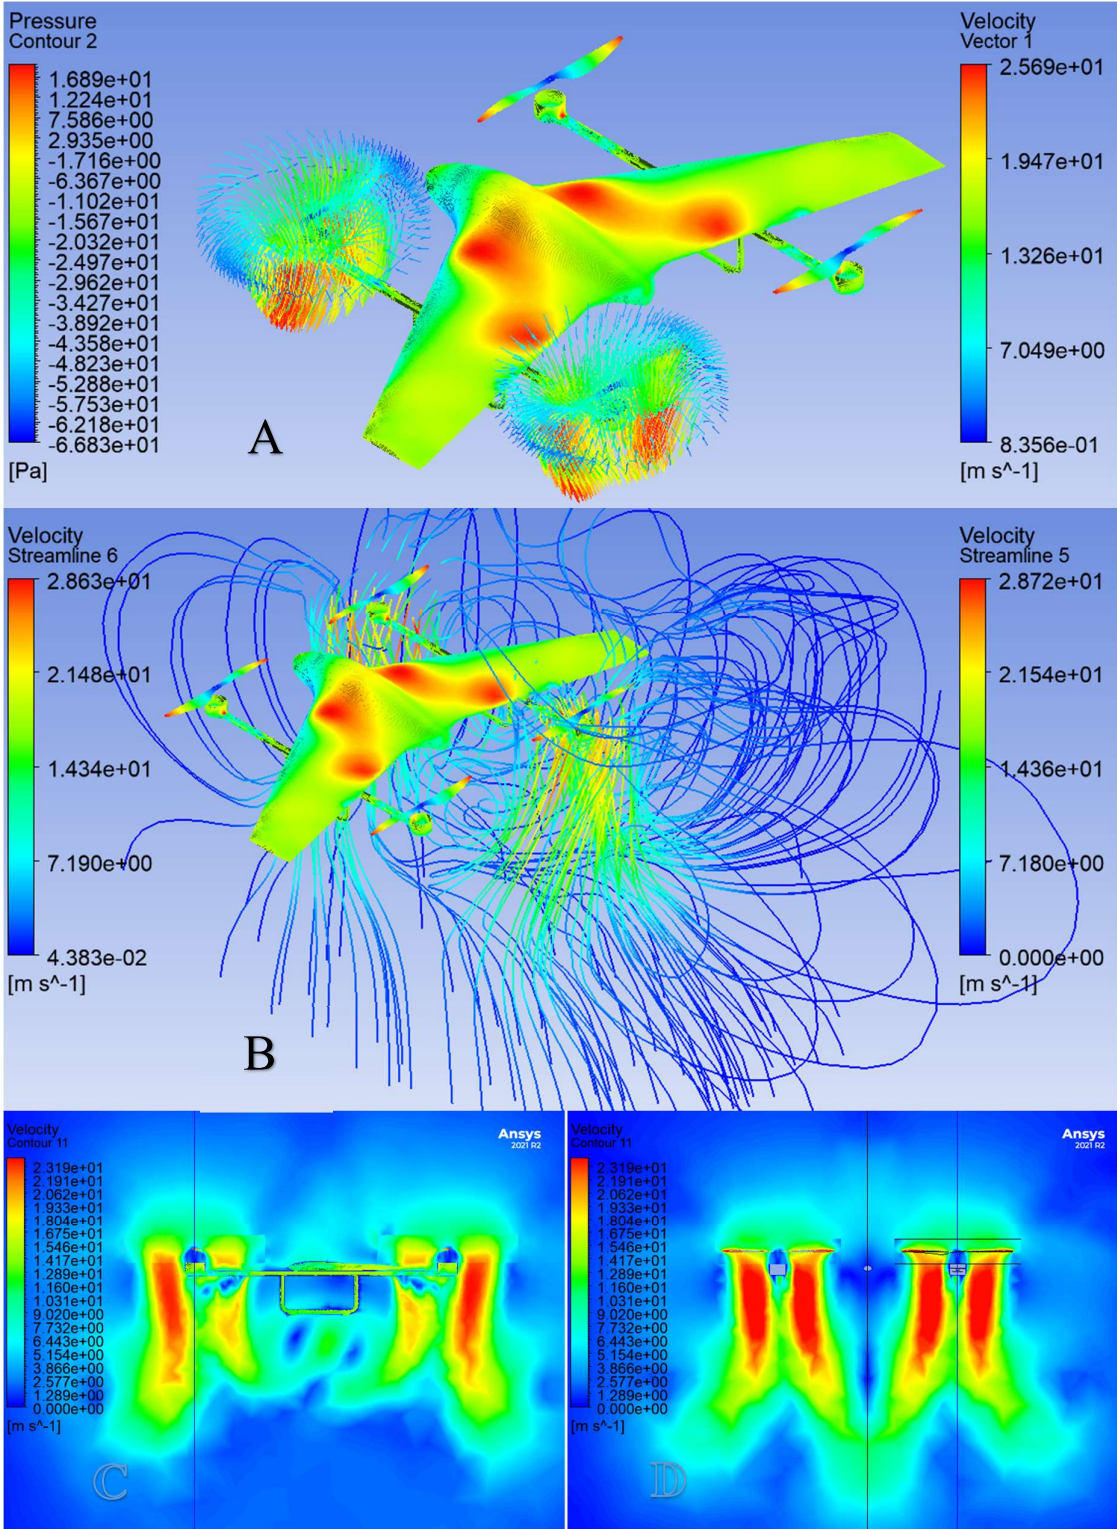 Pressure
Contour 2
1.689e+01
1.224e+01
7.586e+00
2.935e+00
-1.716e+00
-6.367e+00
-1.102e+01
-1.567e+01
-2.032e+01
-2.497e+01
-2.962e+01
-3.427e+01
-3.892e+01
-4.358e+01
-4.823e+01
-5.288e+01
-5.753e+01
-6.218e+01
-6.683e+01
[Pa]
Velocity
Vector 1
2.569e+01
1.947e+01
1.326e+01
7.049e+00
8.356e-01
[m s^-1]
A
Velocity
Streamline 6
2.863e+01
2.148e+01
1.434e+01
7.190e+00
4.383e-02
[m s^-1]
Velocity
Streamline 5
2.872e+01
2.154e+01
1.436e+01
7.180e+00
0.000e+00
[m s^-1]
B
Velocity
Contour 11
2.319e+01
2.191e+01
2.062e+01
1.933e+01
1.804e+01
1.675e+01
1.546e+01
1.417e+01
1.289e+01
1.160e+01
1.031e+01
9.020e+00
7.732e+00
6.443e+00
5.154e+00
3.866e+00
2.577e+00
1.289e+00
0.000e+00
[m s^-1]
Ansys
2021 R2
C
Velocity
Contour 11
2.319e+01
2.191e+01
2.062e+01
1.933e+01
1.804e+01
1.675e+01
1.546e+01
1.417e+01
1.289e+01
1.160e+01
1.031e+01
9.020e+00
7.732e+00
6.443e+00
5.154e+00
3.866e+00
2.577e+00
1.289e+00
0.000e+00
[m s^-1]
Ansys
2021 R2
D